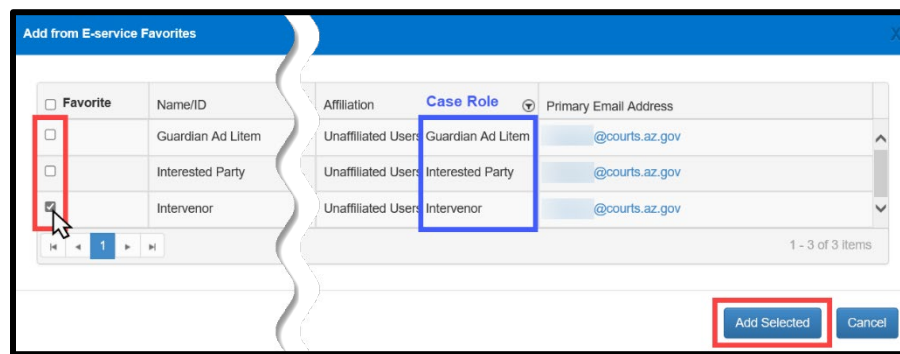 Add from E-service Favorites X
Favorite Name/ID Affiliation Case Role Primary Email Address
Guardian Ad Litem Unaffiliated Users Guardian Ad Litem @courts.az.gov
Interested Party Unaffiliated Users Interested Party @courts.az.gov
Intervenor Unaffiliated Users Intervenor @courts.az.gov
1 1 - 3 of 3 items
Add Selected Cancel